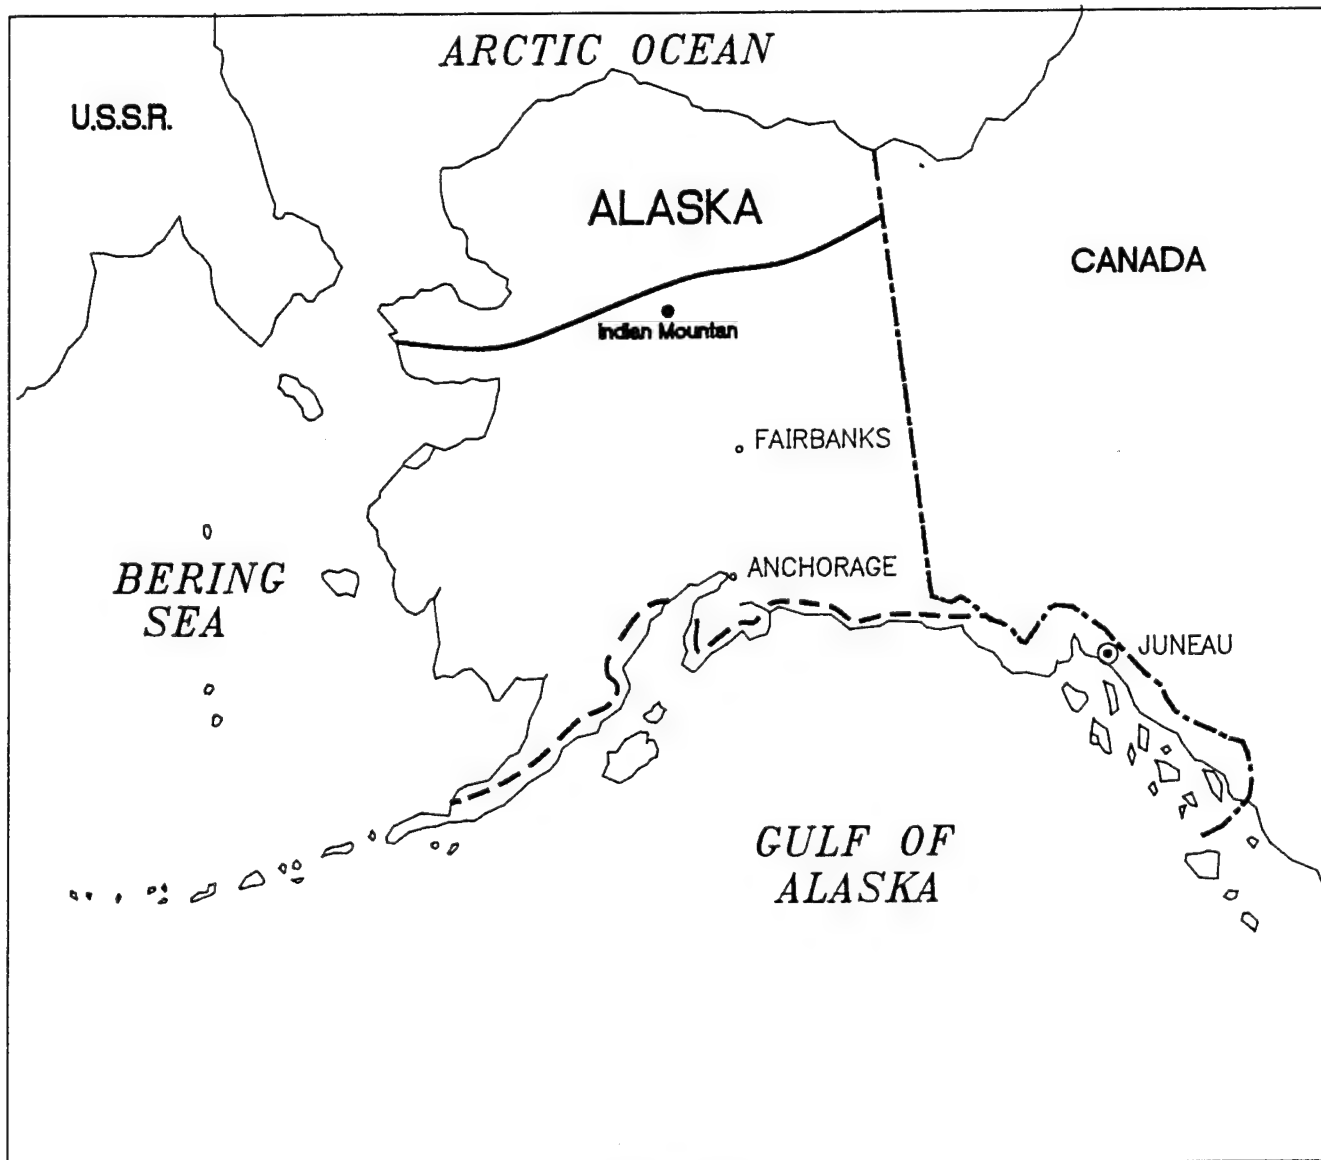 ARCTIC OCEAN
U.S.S.R.
ALASKA
CANADA
Indian Mountan
FAIRBANKS
BERING
SEA
ANCHORAGE
JUNEAU
GULF OF
ALASKA